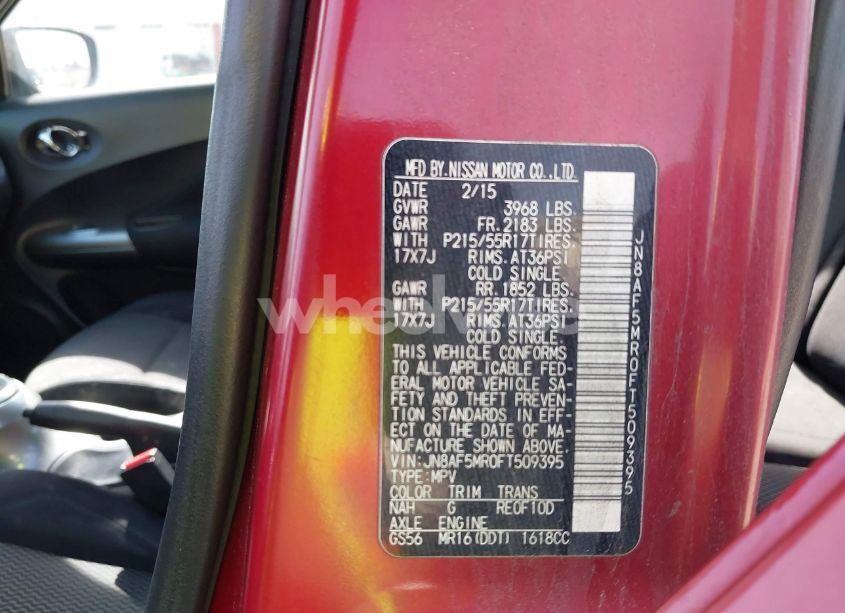 MFD BY.NISSAN MOTOR CO.,LTD.
DATE 2/15
GVWR 3968 LBS.
GAWR FR.2183 LBS.
WITH P215/55R17TIRES.
17X7J RIMS.AT36PSI
COLD SINGLE.
GAWR RR.1852 LBS.
WITH P215/55R17TIRES.
17X7J RIMS.AT36PSI
COLD SINGLE.
THIS VEHICLE CONFORMS
TO ALL APPLICABLE FED-
ERAL MOTOR VEHICLE SA-
FETY AND THEFT PREVEN-
TION STANDARDS IN EFF-
ECT ON THE DATE OF MA-
NUFACTURE SHOWN ABOVE.
VIN:JN8AF5MR0FT509395
TYPE:MPV
COLOR TRIM TRANS
NAH G RE0F10D
AXLE ENGINE
GS56 MR16(DDT) 1618CC
JN8AF5MR0FT509395